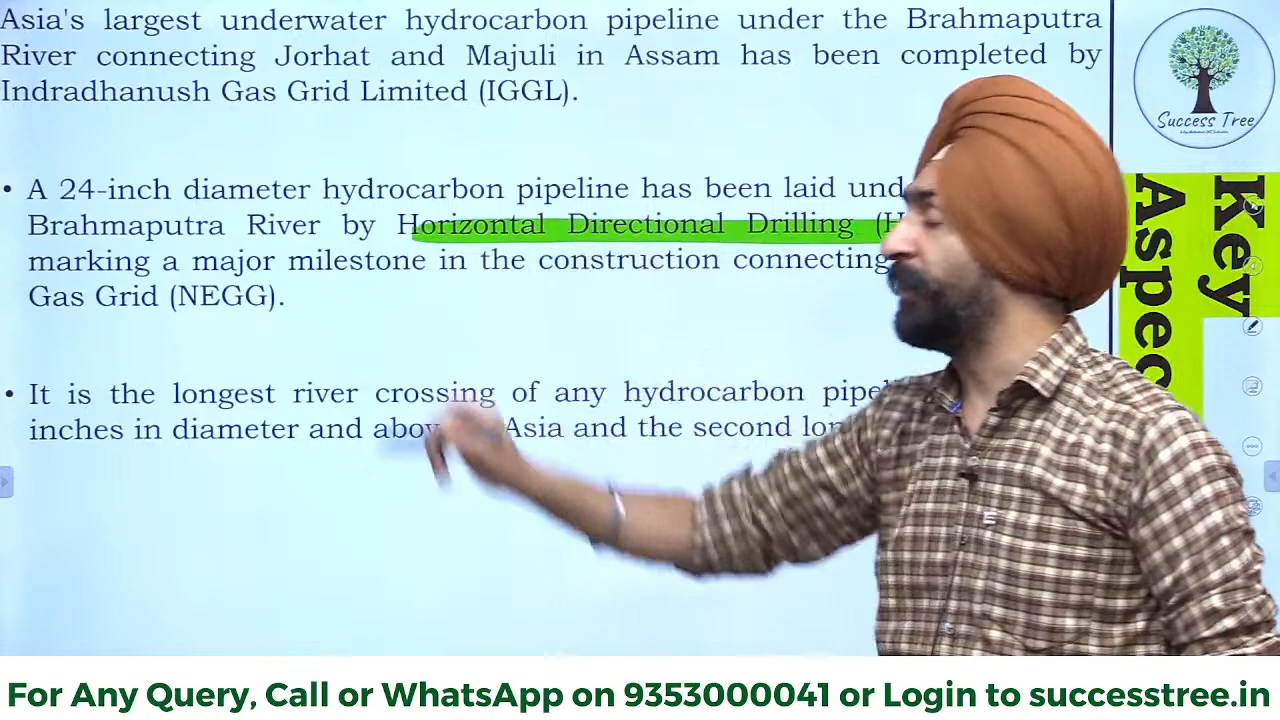 Asia's largest underwater hydrocarbon pipeline under the Brahmaputra
River connecting Jorhat and Majuli in Assam has been completed by
Indradhanush Gas Grid Limited (IGGL).
• A 24-inch diameter hydrocarbon pipeline has been laid
Brahmaputra River by Horizontal Directional Drilling
marking a major milestone in the construction connecting
Gas Grid (NEGG).
• It is the longest river crossing of any hydrocarbon
inches in diameter and Asia and the second
Success Tree
Key
For Any Query, Call or WhatsApp on 9353000041 or Login to successtree.in